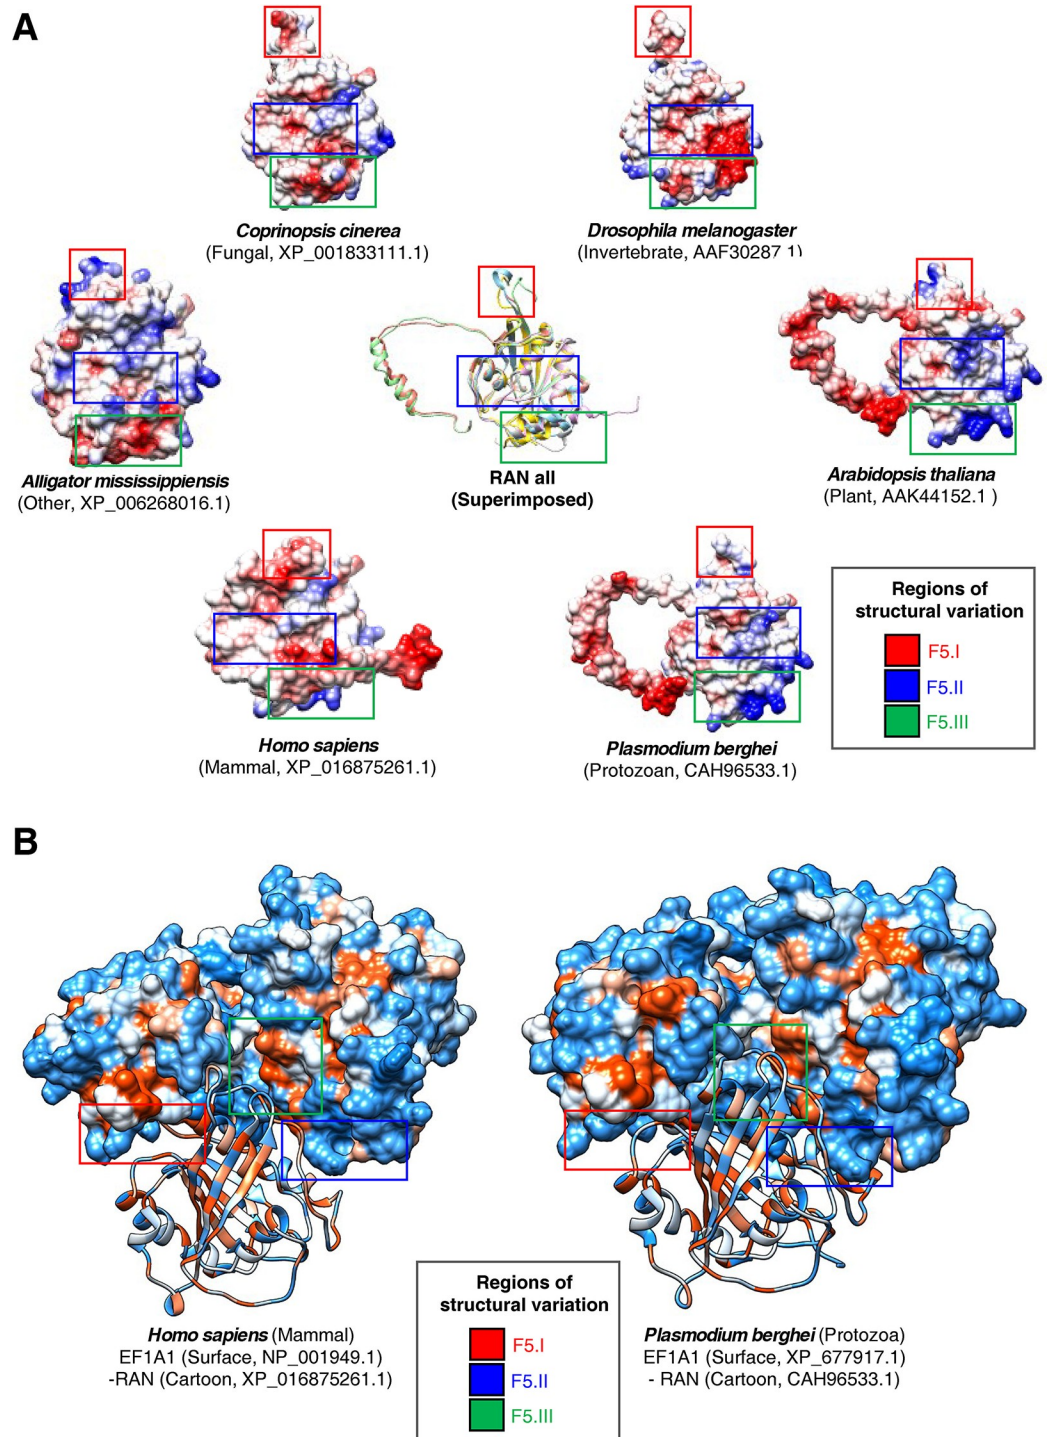 A
Coprinopsis cinerea
(Fungal, XP_001833111.1)
Drosophila melanogaster
(Invertebrate, AAF30287 1)
Alligator mississippiensis
(Other, XP_006268016.1)
RAN all
(Superimposed)
Arabidopsis thaliana
(Plant, AAK44152.1 )
Homo sapiens
(Mammal, XP_016875261.1)
Plasmodium berghei
(Protozoan, CAH96533.1)
Regions of
structural variation
F5.I
F5.II
F5.III
B
Homo sapiens (Mammal)
EF1A1 (Surface, NP_001949.1)
-RAN (Cartoon, XP_016875261.1)
Plasmodium berghei (Protozoa)
EF1A1 (Surface, XP_677917.1)
- RAN (Cartoon, CAH96533.1)
Regions of
structural variation
F5.I
F5.II
F5.III